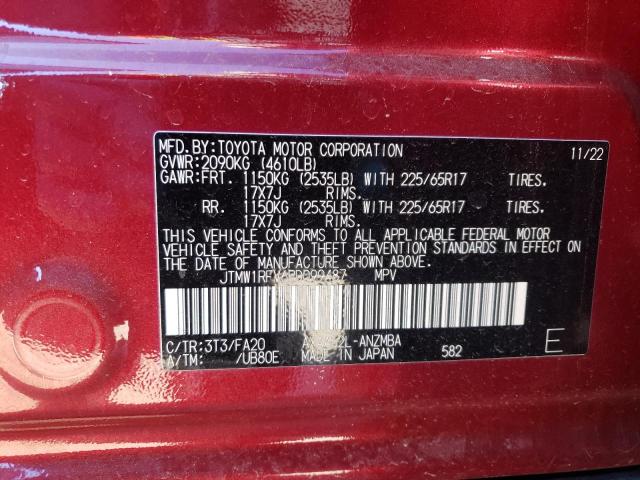 MFD.BY:TOYOTA MOTOR CORPORATION 11/22
GVWR:2090KG (4610LB)
GAWR:FRT. 1150KG (2535LB) WITH 225/65R17 TIRES.
17X7J RIMS.
RR. 1150KG (2535LB) WITH 225/65R17 TIRES.
17X7J RIMS.
THIS VEHICLE CONFORMS TO ALL APPLICABLE FEDERAL MOTOR
VEHICLE SAFETY AND THEFT PREVENTION STANDARDS IN EFFECT ON
THE DATE OF MANUFACTURE SHOWN ABOVE.
MPV
C/TR:3T3/FA20
A/TM: /UB80E MADE IN JAPAN 582 E